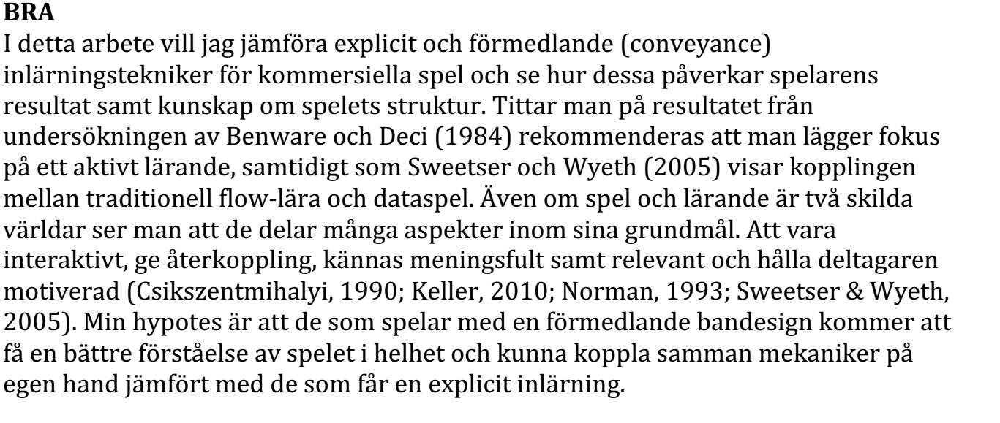 BRA
I detta arbete vill jag jämföra explicit och förmedlande (conveyance)
inlärningstekniker för kommersiella spel och se hur dessa påverkar spelarens
resultat samt kunskap om spelets struktur. Tittar man på resultatet från
undersökningen av Benware och Deci (1984) rekommenderas att man lägger fokus
på ett aktivt lärande, samtidigt som Sweetser och Wyeth (2005) visar kopplingen
mellan traditionell flow-lära och dataspel. Även om spel och lärande är två skilda
världar ser man att de delar många aspekter inom sina grundmål. Att vara
interaktivt, ge återkoppling, kännas meningsfult samt relevant och hålla deltagaren
motiverad (Csikszentmihalyi, 1990; Keller, 2010; Norman, 1993; Sweetser & Wyeth,
2005). Min hypotes är att de som spelar med en förmedlande bandesign kommer att
få en bättre förståelse av spelet i helhet och kunna koppla samman mekaniker på
egen hand jämfört med de som får en explicit inlärning.